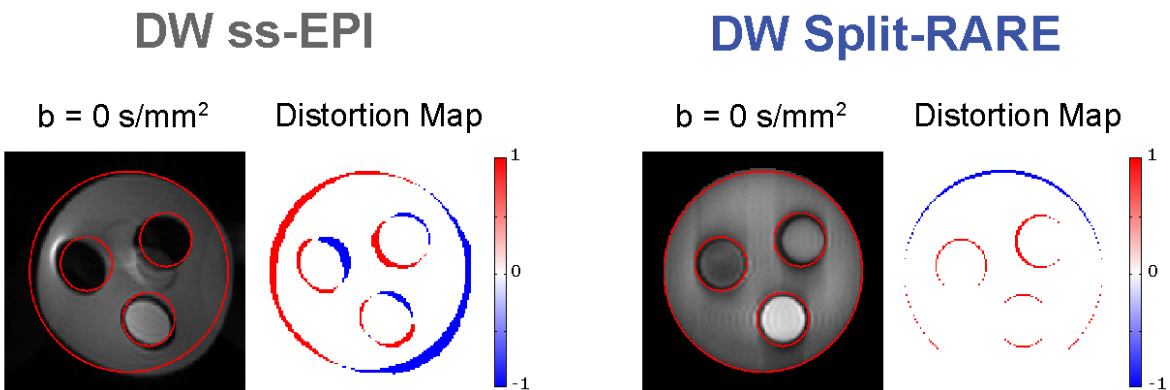 DW ss-EPI
DW Split-RARE
b = 0 s/mm²
Distortion Map
b = 0 s/mm²
Distortion Map
1
0
-1
1
0
-1